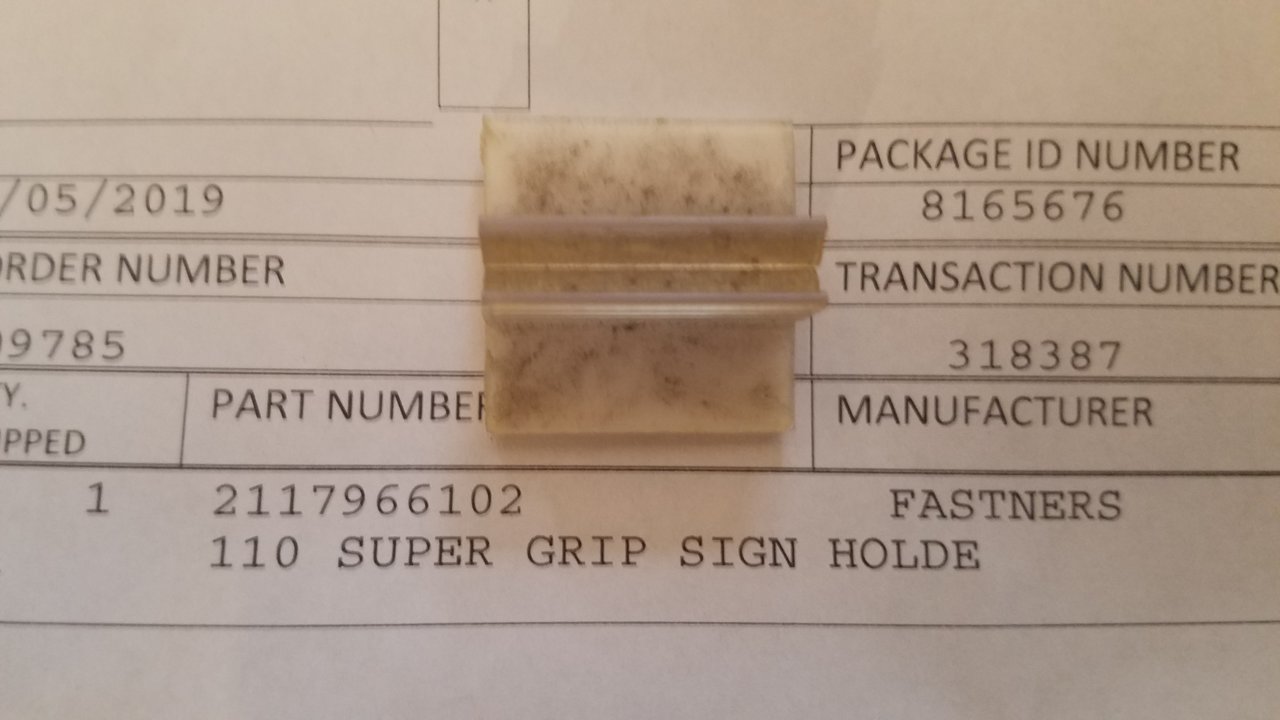 PACKAGE ID NUMBER
/05/2019
8165676
ORDER NUMBER
TRANSACTION NUMBER
9785
318387
PART NUMBER
MANUFACTURER
1
2117966102
FASTNERS
110 SUPER GRIP SIGN HOLDE